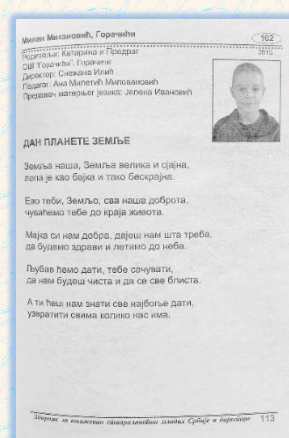 Милан Милановић, Горачићи
102
Родитељи: Катарина и Предраг
2015.
ОШ "Горачићи", Горачићи
Директор: Снежана Илић
Педагог: Ана Милетић Миловановић
Предавач матерњег језика: Јелена Ивановић
ДАН ПЛАНЕТЕ ЗЕМЉЕ
Земља наша, Земља велика и сјајна,
лепа је као бајка и тако бескрајна.
Ево теби, Земљо, сва наша доброта,
чуваћемо тебе до краја живота.
Мајка си нам добра, дајеш нам шта треба,
да будемо здрави и летимо до неба.
Љубав ћемо дати, тебе сачувати,
да нам будеш чиста и да се све блиста.
А ти ћеш нам знати све најбоље дати,
узвратити свима колико нас има.
Зборник за књижевно стваралаштво младих Србије и дијаспоре 113